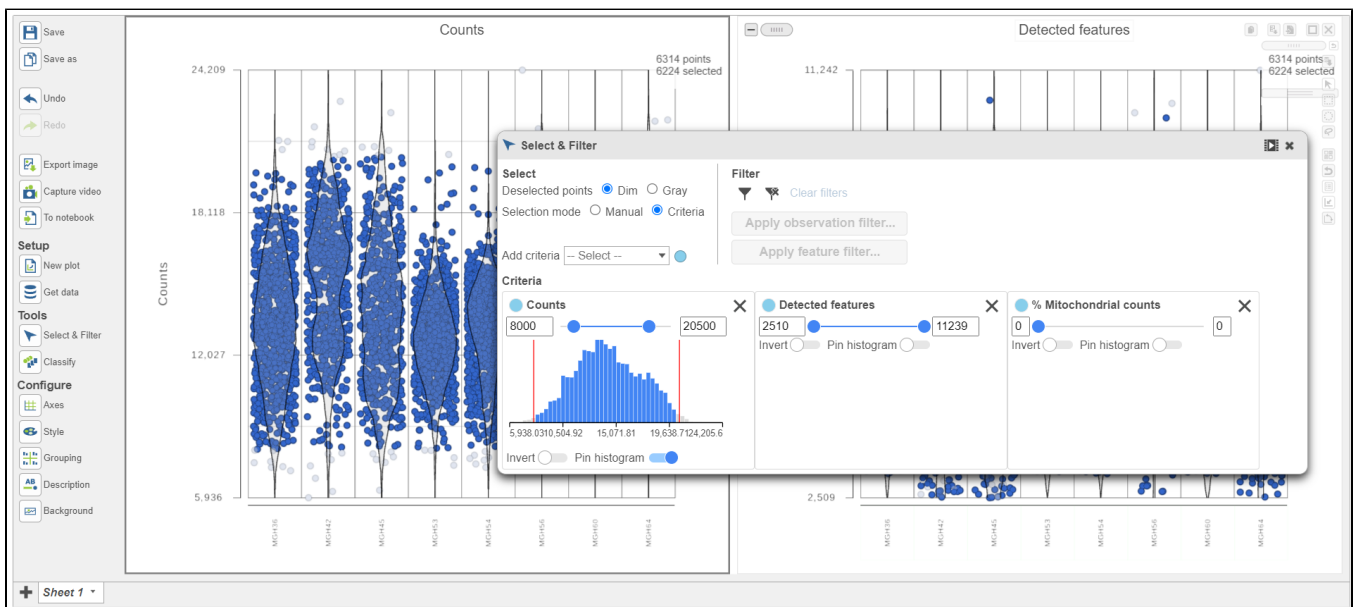 Save
Save as
Undo
Redo
Export image
Capture video
To notebook
Setup
New plot
Get data
Tools
Select & Filter
Classify
Configure
Axes
Style
Grouping
Description
Background
Counts
6314 points
6224 selected
24,209
18,118
12,027
5,936
Counts
MGH36
MGH42
MGH45
MGH53
MGH54
MGH56
MGH60
MGH64
Detected features
6314 points
6224 selected
11,242
2,509
MGH36
MGH42
MGH45
MGH53
MGH54
MGH56
MGH60
MGH64
Select & Filter
Select
Deselected points Dim Gray
Selection mode Manual Criteria
Add criteria -- Select --
Filter
Clear filters
Apply observation filter...
Apply feature filter...
Criteria
Counts
8000 20500
5,938.0310,504.92 15,071.81 19,638.7124,205.6
Invert Pin histogram
Detected features
2510 11239
Invert Pin histogram
% Mitochondrial counts
0 0
Invert Pin histogram
Sheet 1